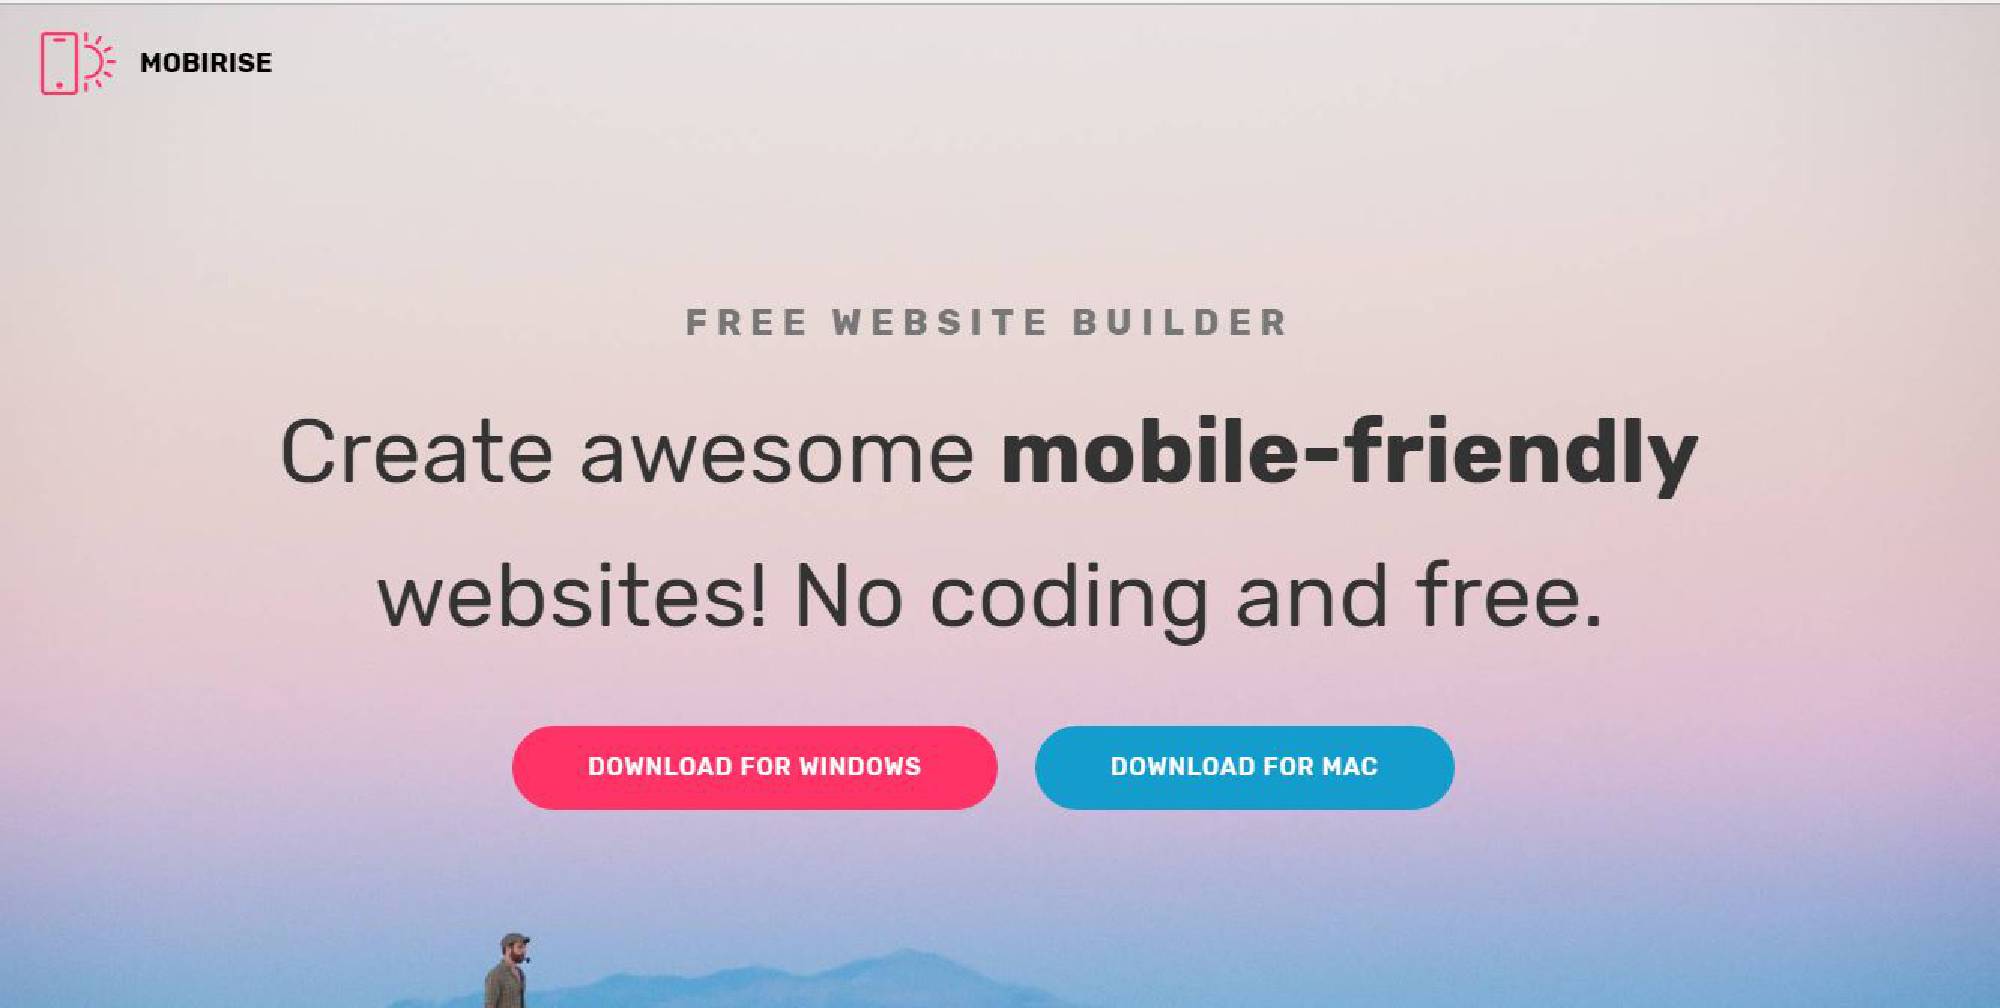 MOBIRISE
FREE WEBSITE BUILDER
Create awesome mobile-friendly
websites! No coding and free.
DOWNLOAD FOR WINDOWS
DOWNLOAD FOR MAC